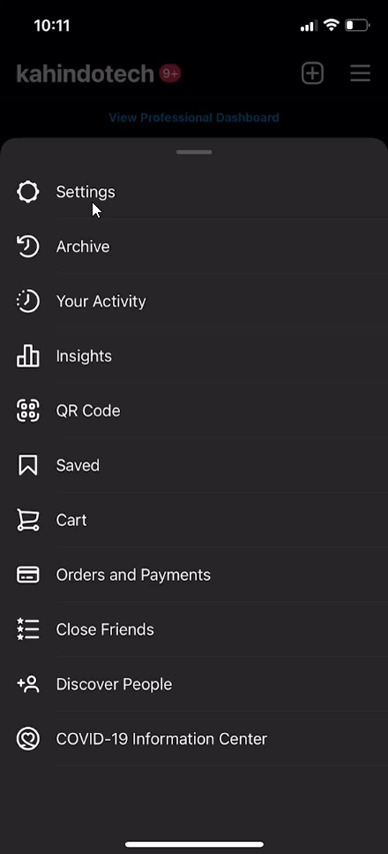 10:11
kahindotech 9+
View Professional Dashboard
Settings
Archive
Your Activity
Insights
QR Code
Saved
Cart
Orders and Payments
Close Friends
Discover People
COVID-19 Information Center